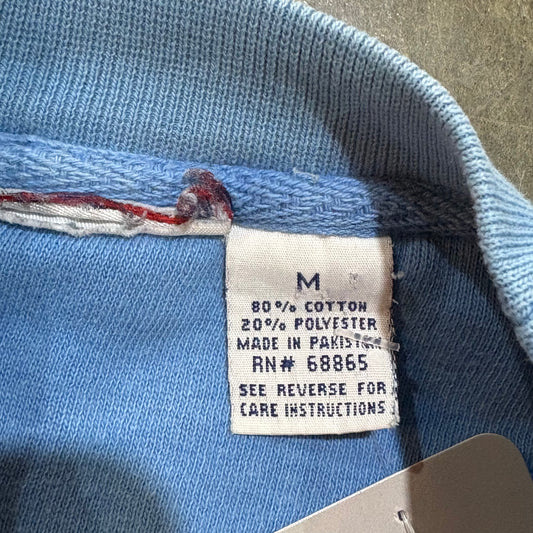 M
80% COTTON
20% POLYESTER
MADE IN PAKISTAN
RN# 68865
SEE REVERSE FOR
CARE INSTRUCTIONS